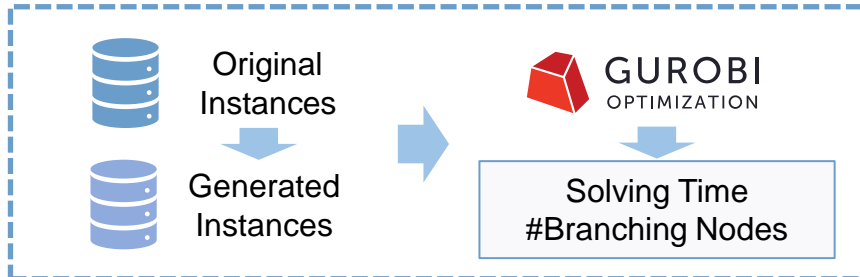 Original
Instances
Generated
Instances
GUROBI
OPTIMIZATION
Solving Time
#Branching Nodes